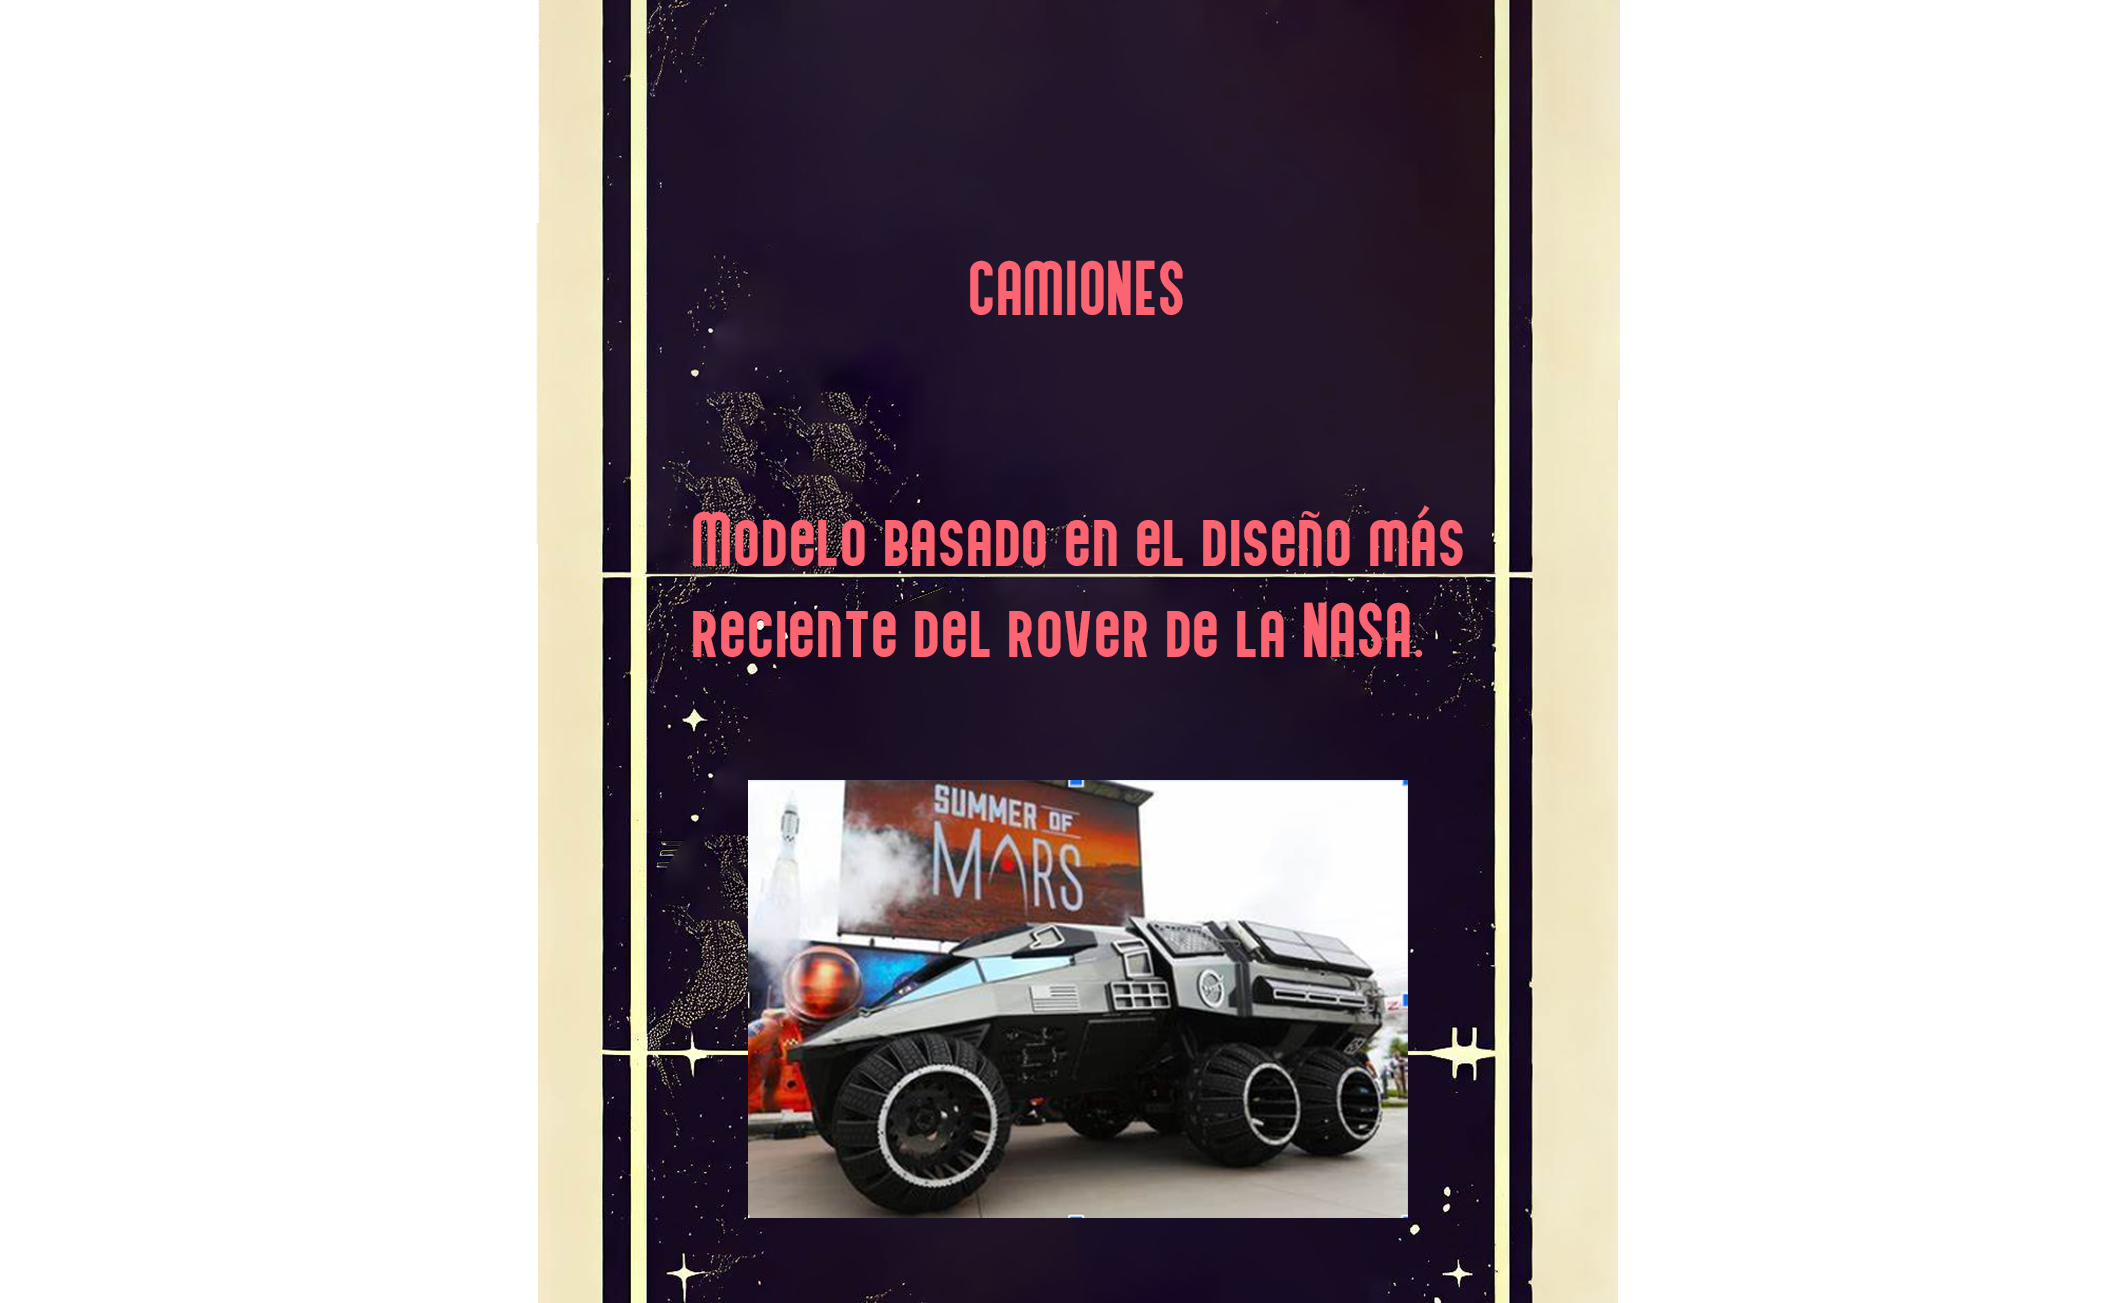 CAMIONES
Modelo basado en el diseño más
reciente del rover de la NASA.
SUMMER OF
MARS